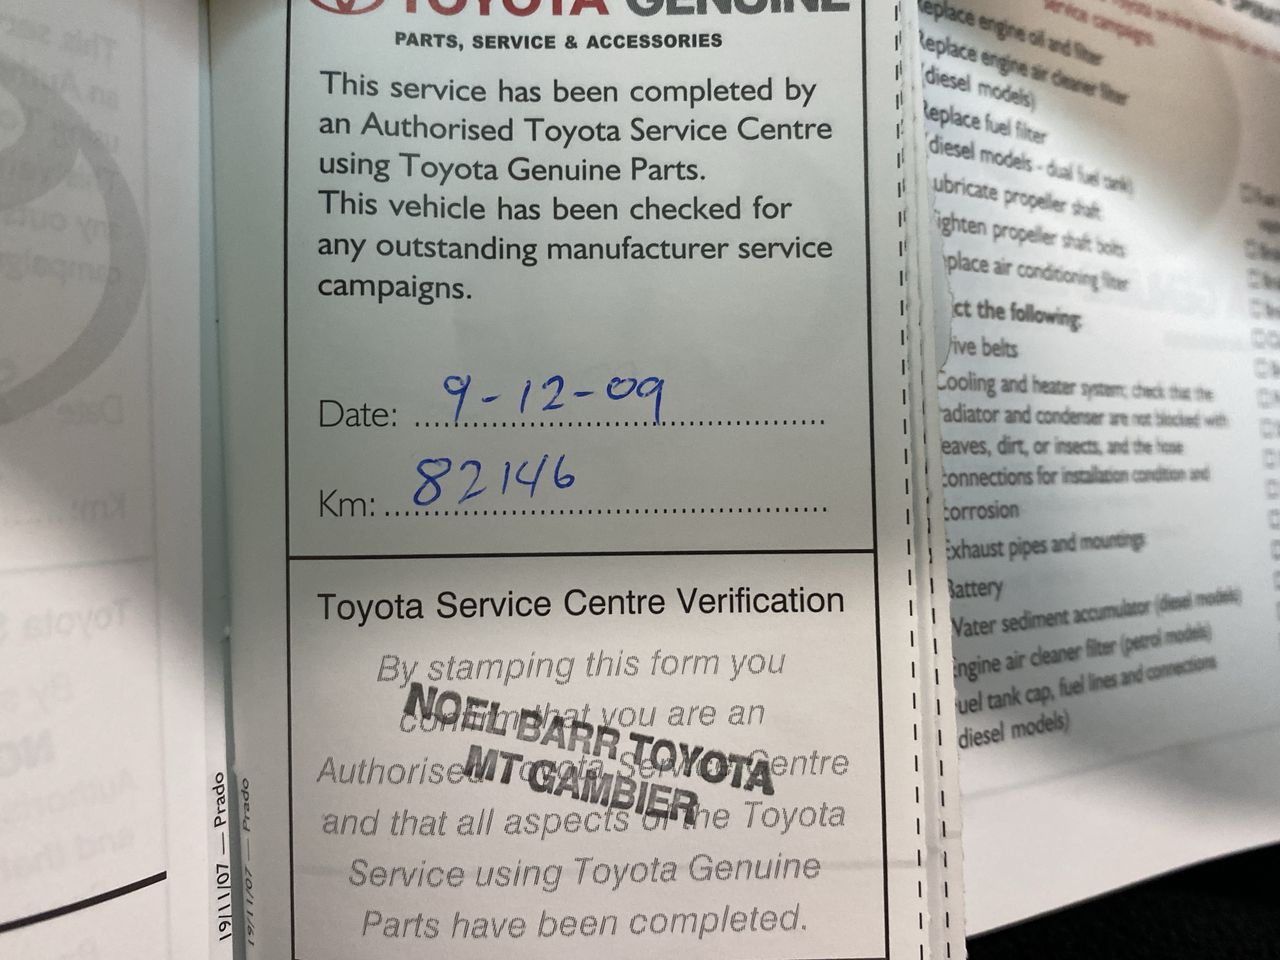 TOYOTA GENUINE
PARTS, SERVICE & ACCESSORIES
This service has been completed by
an Authorised Toyota Service Centre
using Toyota Genuine Parts.
This vehicle has been checked for
any outstanding manufacturer service
campaigns.
Date: 9-12-09
Km: 82146
Toyota Service Centre Verification
By stamping this form you
confirm that you are an
Authorised Toyota Service Centre
and that all aspects of the Toyota
Service using Toyota Genuine
Parts have been completed.
NOEL BARR TOYOTA
MT GAMBIER
19/11/07 — Prado
19/11/07 — Prado
service campaigns.
eplace engine oil and filter
Replace engine air cleaner filter
(diesel models)
Replace fuel filter
(diesel models - dual fuel tank)
ubricate propeller shaft
ighten propeller shaft bolts
place air conditioning filter
ct the following:
rive belts
Cooling and heater system; check that the
radiator and condenser are not blocked with
leaves, dirt, or insects, and the hose
connections for installation condition and
corrosion
Exhaust pipes and mountings
Battery
Water sediment accumulator (diesel models)
ngine air cleaner filter (petrol models)
uel tank cap, fuel lines and connections
diesel models)